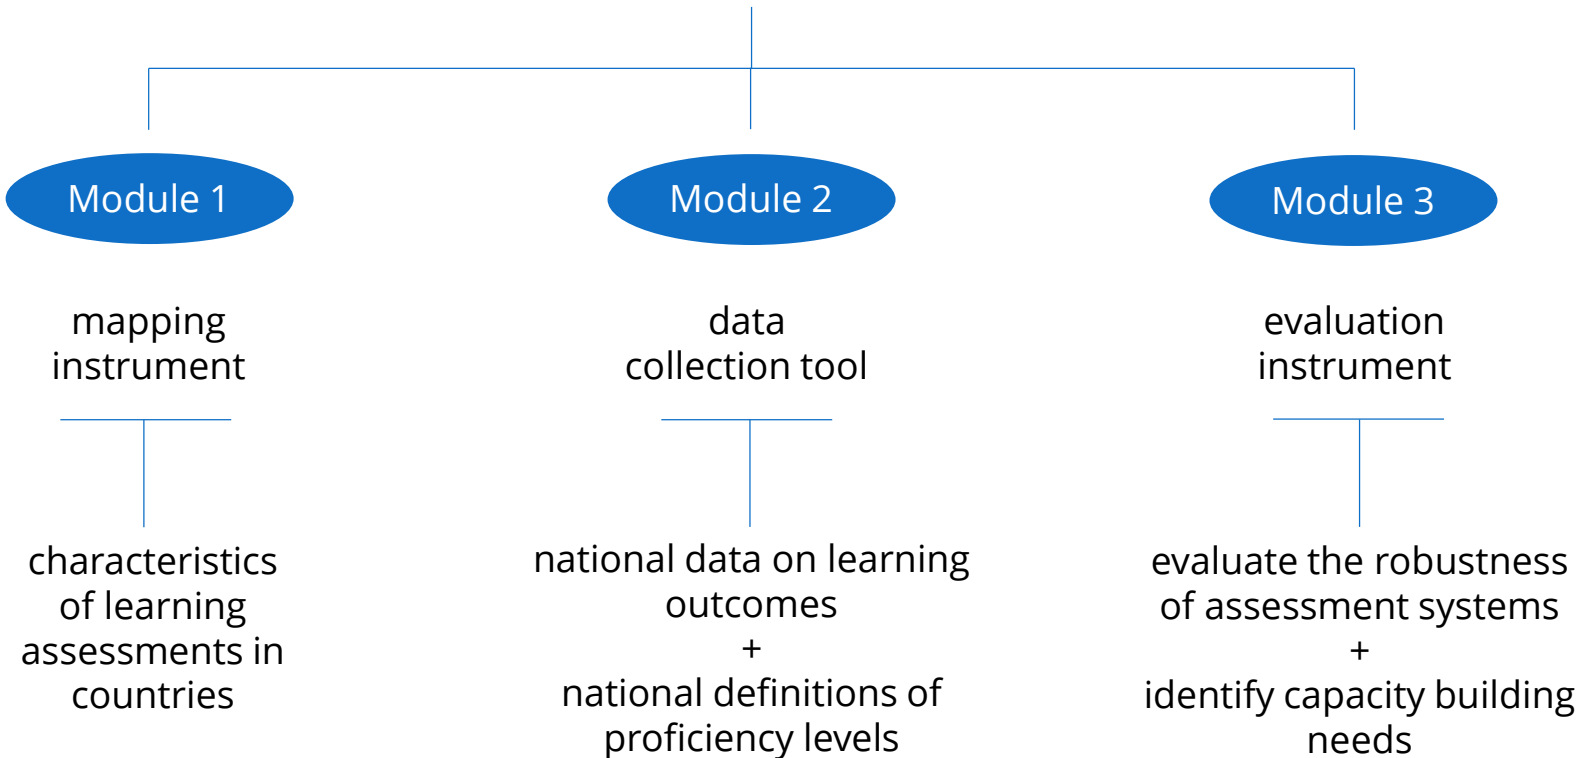 Module 1
mapping
instrument
characteristics
of learning
assessments in
countries
Module 2
data
collection tool
national data on learning
outcomes
+
national definitions of
proficiency levels
Module 3
evaluation
instrument
evaluate the robustness
of assessment systems
+
identify capacity building
needs